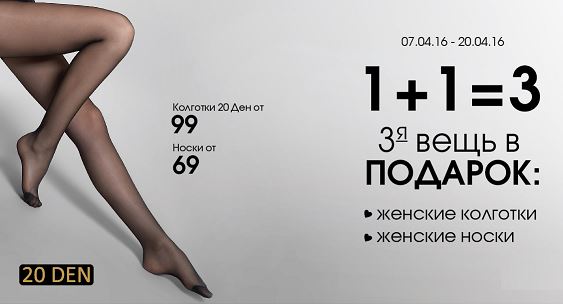 Колготки 20 Ден от
99
Носки от
69
20 DEN
07.04.16 - 20.04.16
1+1=3
3я вещь в
ПОДАРОК:
женские колготки
женские носки